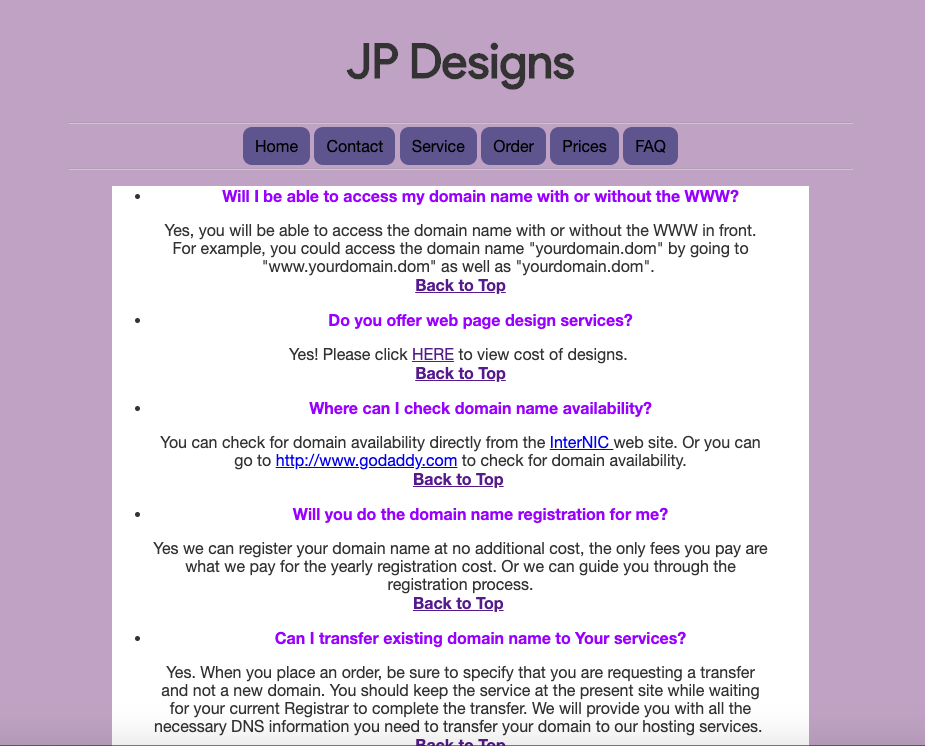 JP Designs
Home Contact Service Order Prices FAQ
Will I be able to access my domain name with or without the WWW?
Yes, you will be able to access the domain name with or without the WWW in front.
For example, you could access the domain name "yourdomain.dom" by going to
"www.yourdomain.dom" as well as "yourdomain.dom".
Back to Top
Do you offer web page design services?
Yes! Please click HERE to view cost of designs.
Back to Top
Where can I check domain name availability?
You can check for domain availability directly from the InterNIC web site. Or you can
go to http://www.godaddy.com to check for domain availability.
Back to Top
Will you do the domain name registration for me?
Yes we can register your domain name at no additional cost, the only fees you pay are
what we pay for the yearly registration cost. Or we can guide you through the
registration process.
Back to Top
Can I transfer existing domain name to Your services?
Yes. When you place an order, be sure to specify that you are requesting a transfer
and not a new domain. You should keep the service at the present site while waiting
for your current Registrar to complete the transfer. We will provide you with all the
necessary DNS information you need to transfer your domain to our hosting services.
Back to Top